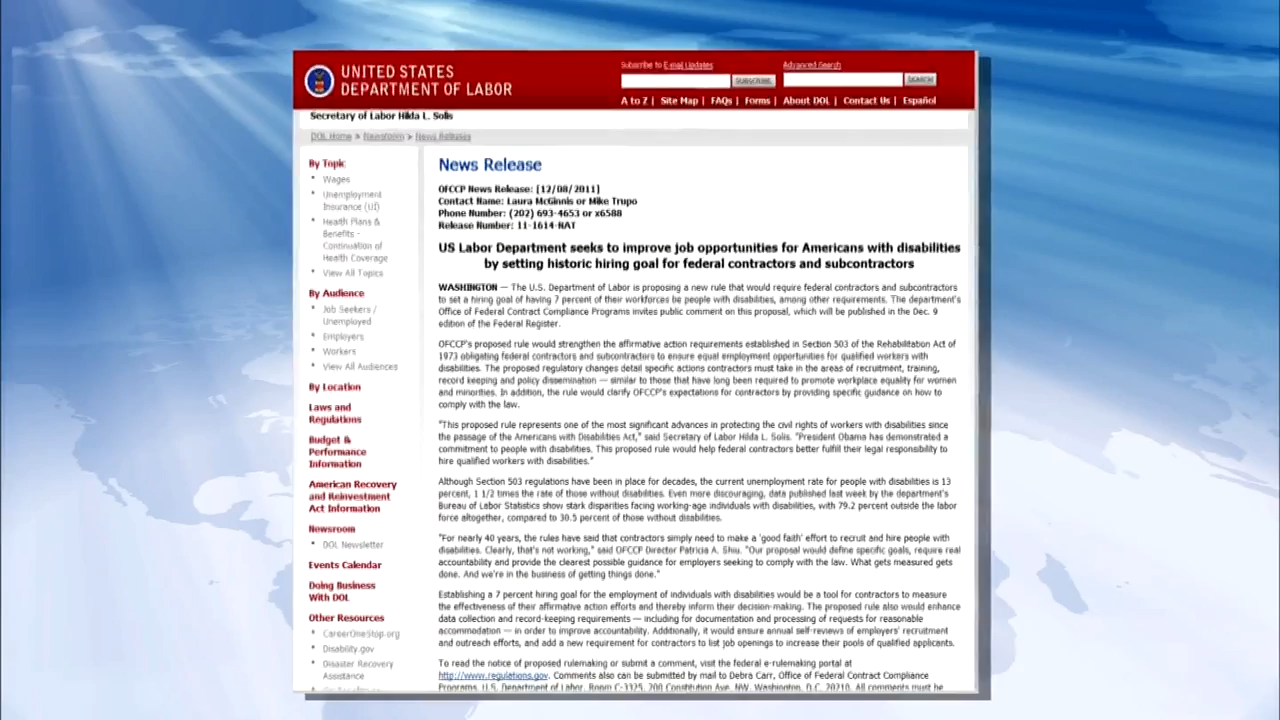 UNITED STATES
DEPARTMENT OF LABOR
Subscribe to E-mail Updates
SUBSCRIBE
Advanced Search
SEARCH
A to Z | Site Map | FAQs | Forms | About DOL | Contact Us | Español
Secretary of Labor Hilda L. Solis
DOL Home > Newsroom > News Releases
By Topic
Wages
Unemployment
Insurance (UI)
Health Plans &
Benefits -
Continuation of
Health Coverage
View All Topics
By Audience
Job Seekers /
Unemployed
Employers
Workers
View All Audiences
By Location
Laws and
Regulations
Budget &
Performance
Information
American Recovery
and Reinvestment
Act Information
Newsroom
DOL Newsletter
Events Calendar
Doing Business
With DOL
Other Resources
CareerOneStop.org
Disability.gov
Disaster Recovery
Assistance
News Release
OFCCP News Release: [12/08/2011]
Contact Name: Laura McGinnis or Mike Trupo
Phone Number: (202) 693-4653 or x6588
Release Number: 11-1614-NAT
US Labor Department seeks to improve job opportunities for Americans with disabilities
by setting historic hiring goal for federal contractors and subcontractors
WASHINGTON — The U.S. Department of Labor is proposing a new rule that would require federal contractors and subcontractors
to set a hiring goal of having 7 percent of their workforces be people with disabilities, among other requirements. The department's
Office of Federal Contract Compliance Programs invites public comment on this proposal, which will be published in the Dec. 9
edition of the Federal Register.
OFCCP's proposed rule would strengthen the affirmative action requirements established in Section 503 of the Rehabilitation Act of
1973 obligating federal contractors and subcontractors to ensure equal employment opportunities for qualified workers with
disabilities. The proposed regulatory changes detail specific actions contractors must take in the areas of recruitment, training,
record keeping and policy dissemination — similar to those that have long been required to promote workplace equality for women
and minorities. In addition, the rule would clarify OFCCP's expectations for contractors by providing specific guidance on how to
comply with the law.
"This proposed rule represents one of the most significant advances in protecting the civil rights of workers with disabilities since
the passage of the Americans with Disabilities Act," said Secretary of Labor Hilda L. Solis. "President Obama has demonstrated a
commitment to people with disabilities. This proposed rule would help federal contractors better fulfill their legal responsibility to
hire qualified workers with disabilities."
Although Section 503 regulations have been in place for decades, the current unemployment rate for people with disabilities is 13
percent, 1 1/2 times the rate of those without disabilities. Even more discouraging, data published last week by the department's
Bureau of Labor Statistics show stark disparities facing working-age individuals with disabilities, with 79.2 percent outside the labor
force altogether, compared to 30.5 percent of those without disabilities.
"For nearly 40 years, the rules have said that contractors simply need to make a 'good faith' effort to recruit and hire people with
disabilities. Clearly, that's not working," said OFCCP Director Patricia A. Shiu. "Our proposal would define specific goals, require real
accountability and provide the clearest possible guidance for employers seeking to comply with the law. What gets measured gets
done. And we're in the business of getting things done."
Establishing a 7 percent hiring goal for the employment of individuals with disabilities would be a tool for contractors to measure
the effectiveness of their affirmative action efforts and thereby inform their decision-making. The proposed rule also would enhance
data collection and record-keeping requirements — including for documentation and processing of requests for reasonable
accommodation — in order to improve accountability. Additionally, it would ensure annual self-reviews of employers' recruitment
and outreach efforts, and add a new requirement for contractors to list job openings to increase their pools of qualified applicants.
To read the notice of proposed rulemaking or submit a comment, visit the federal e-rulemaking portal at
http://www.regulations.gov. Comments also can be submitted by mail to Debra Carr, Office of Federal Contract Compliance
Programs, U.S. Department of Labor, Room C-3325, 200 Constitution Ave. NW, Washington, D.C. 20210. All comments must be